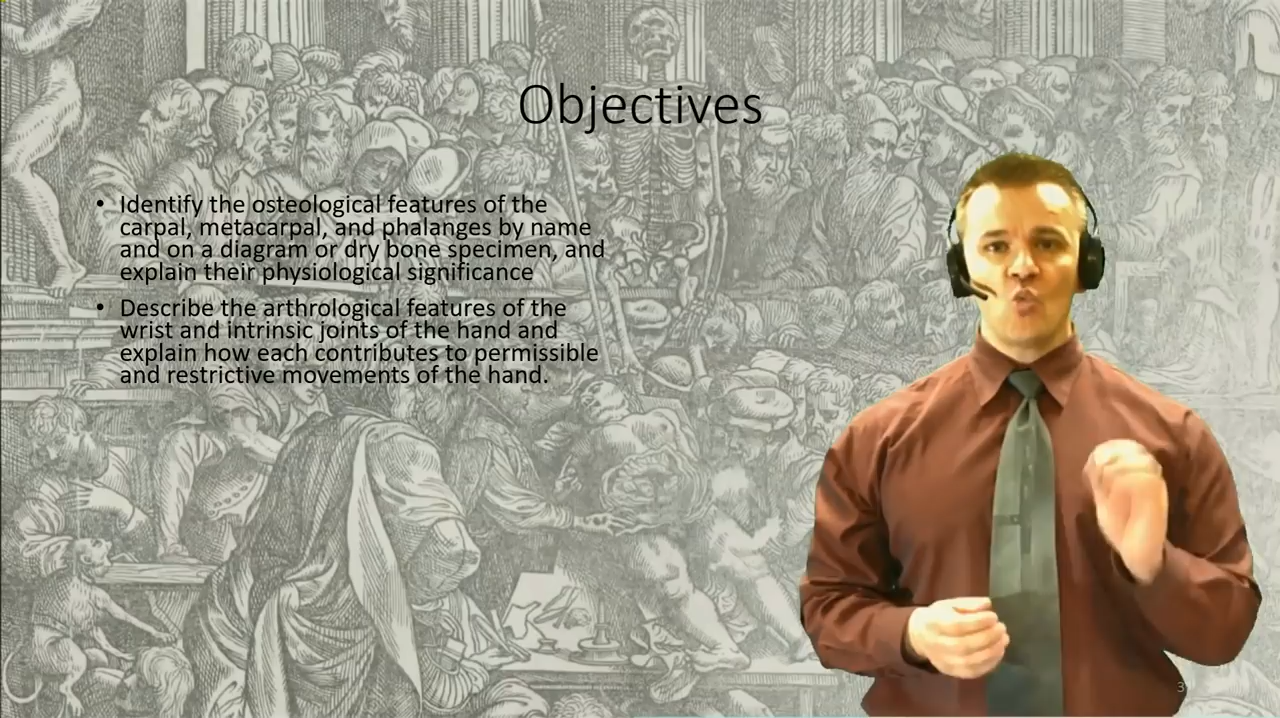 Objectives
• Identify the osteological features of the
carpal, metacarpal, and phalanges by name
and on a diagram or dry bone specimen, and
explain their physiological significance
• Describe the arthrological features of the
wrist and intrinsic joints of the hand and
explain how each contributes to permissible
and restrictive movements of the hand.
3